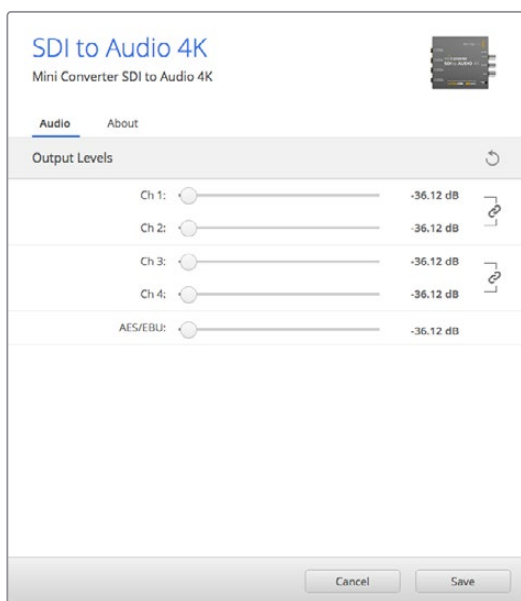 SDI to Audio 4K
Mini Converter SDI to Audio 4K
Audio About
Output Levels
Ch 1: -36.12 dB
Ch 2: -36.12 dB
Ch 3: -36.12 dB
Ch 4: -36.12 dB
AES/EBU: -36.12 dB
Cancel Save